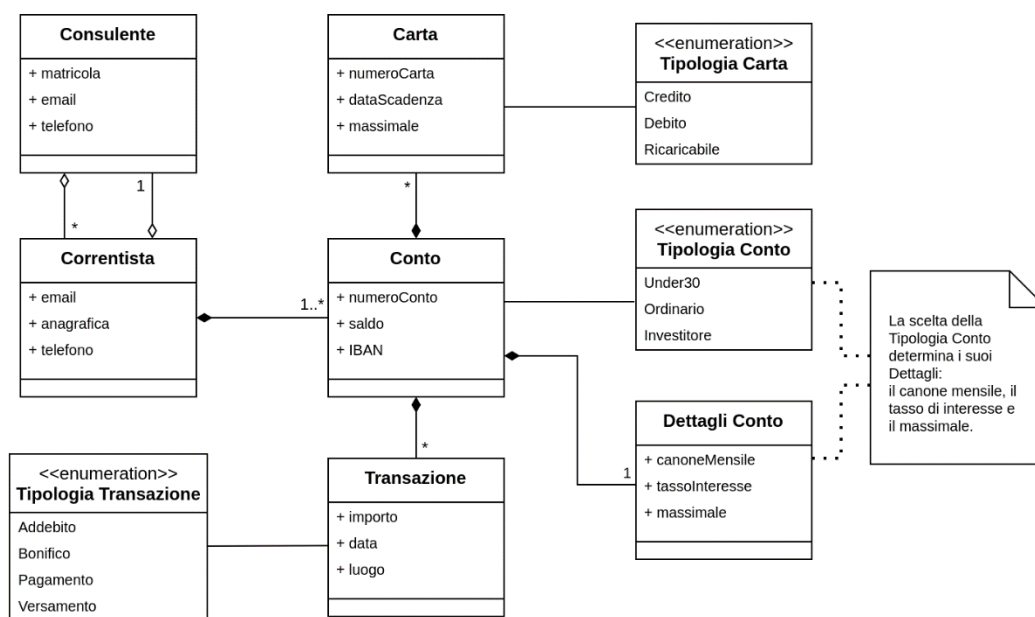 Consulente
+ matricola
+ email
+ telefono
Carta
+ numeroCarta
+ dataScadenza
+ massimale
<<enumeration>>
Tipologia Carta
Credito
Debito
Ricaricabile
1
*
*
Correntista
+ email
+ anagrafica
+ telefono
1..*
Conto
+ numeroConto
+ saldo
+ IBAN
<<enumeration>>
Tipologia Conto
Under30
Ordinario
Investitore
La scelta della
Tipologia Conto
determina i suoi
Dettagli:
il canone mensile, il
tasso di interesse e
il massimale.
Dettagli Conto
+ canoneMensile
+ tassoInteresse
+ massimale
1
*
<<enumeration>>
Tipologia Transazione
Addebito
Bonifico
Pagamento
Versamento
Transazione
+ importo
+ data
+ luogo